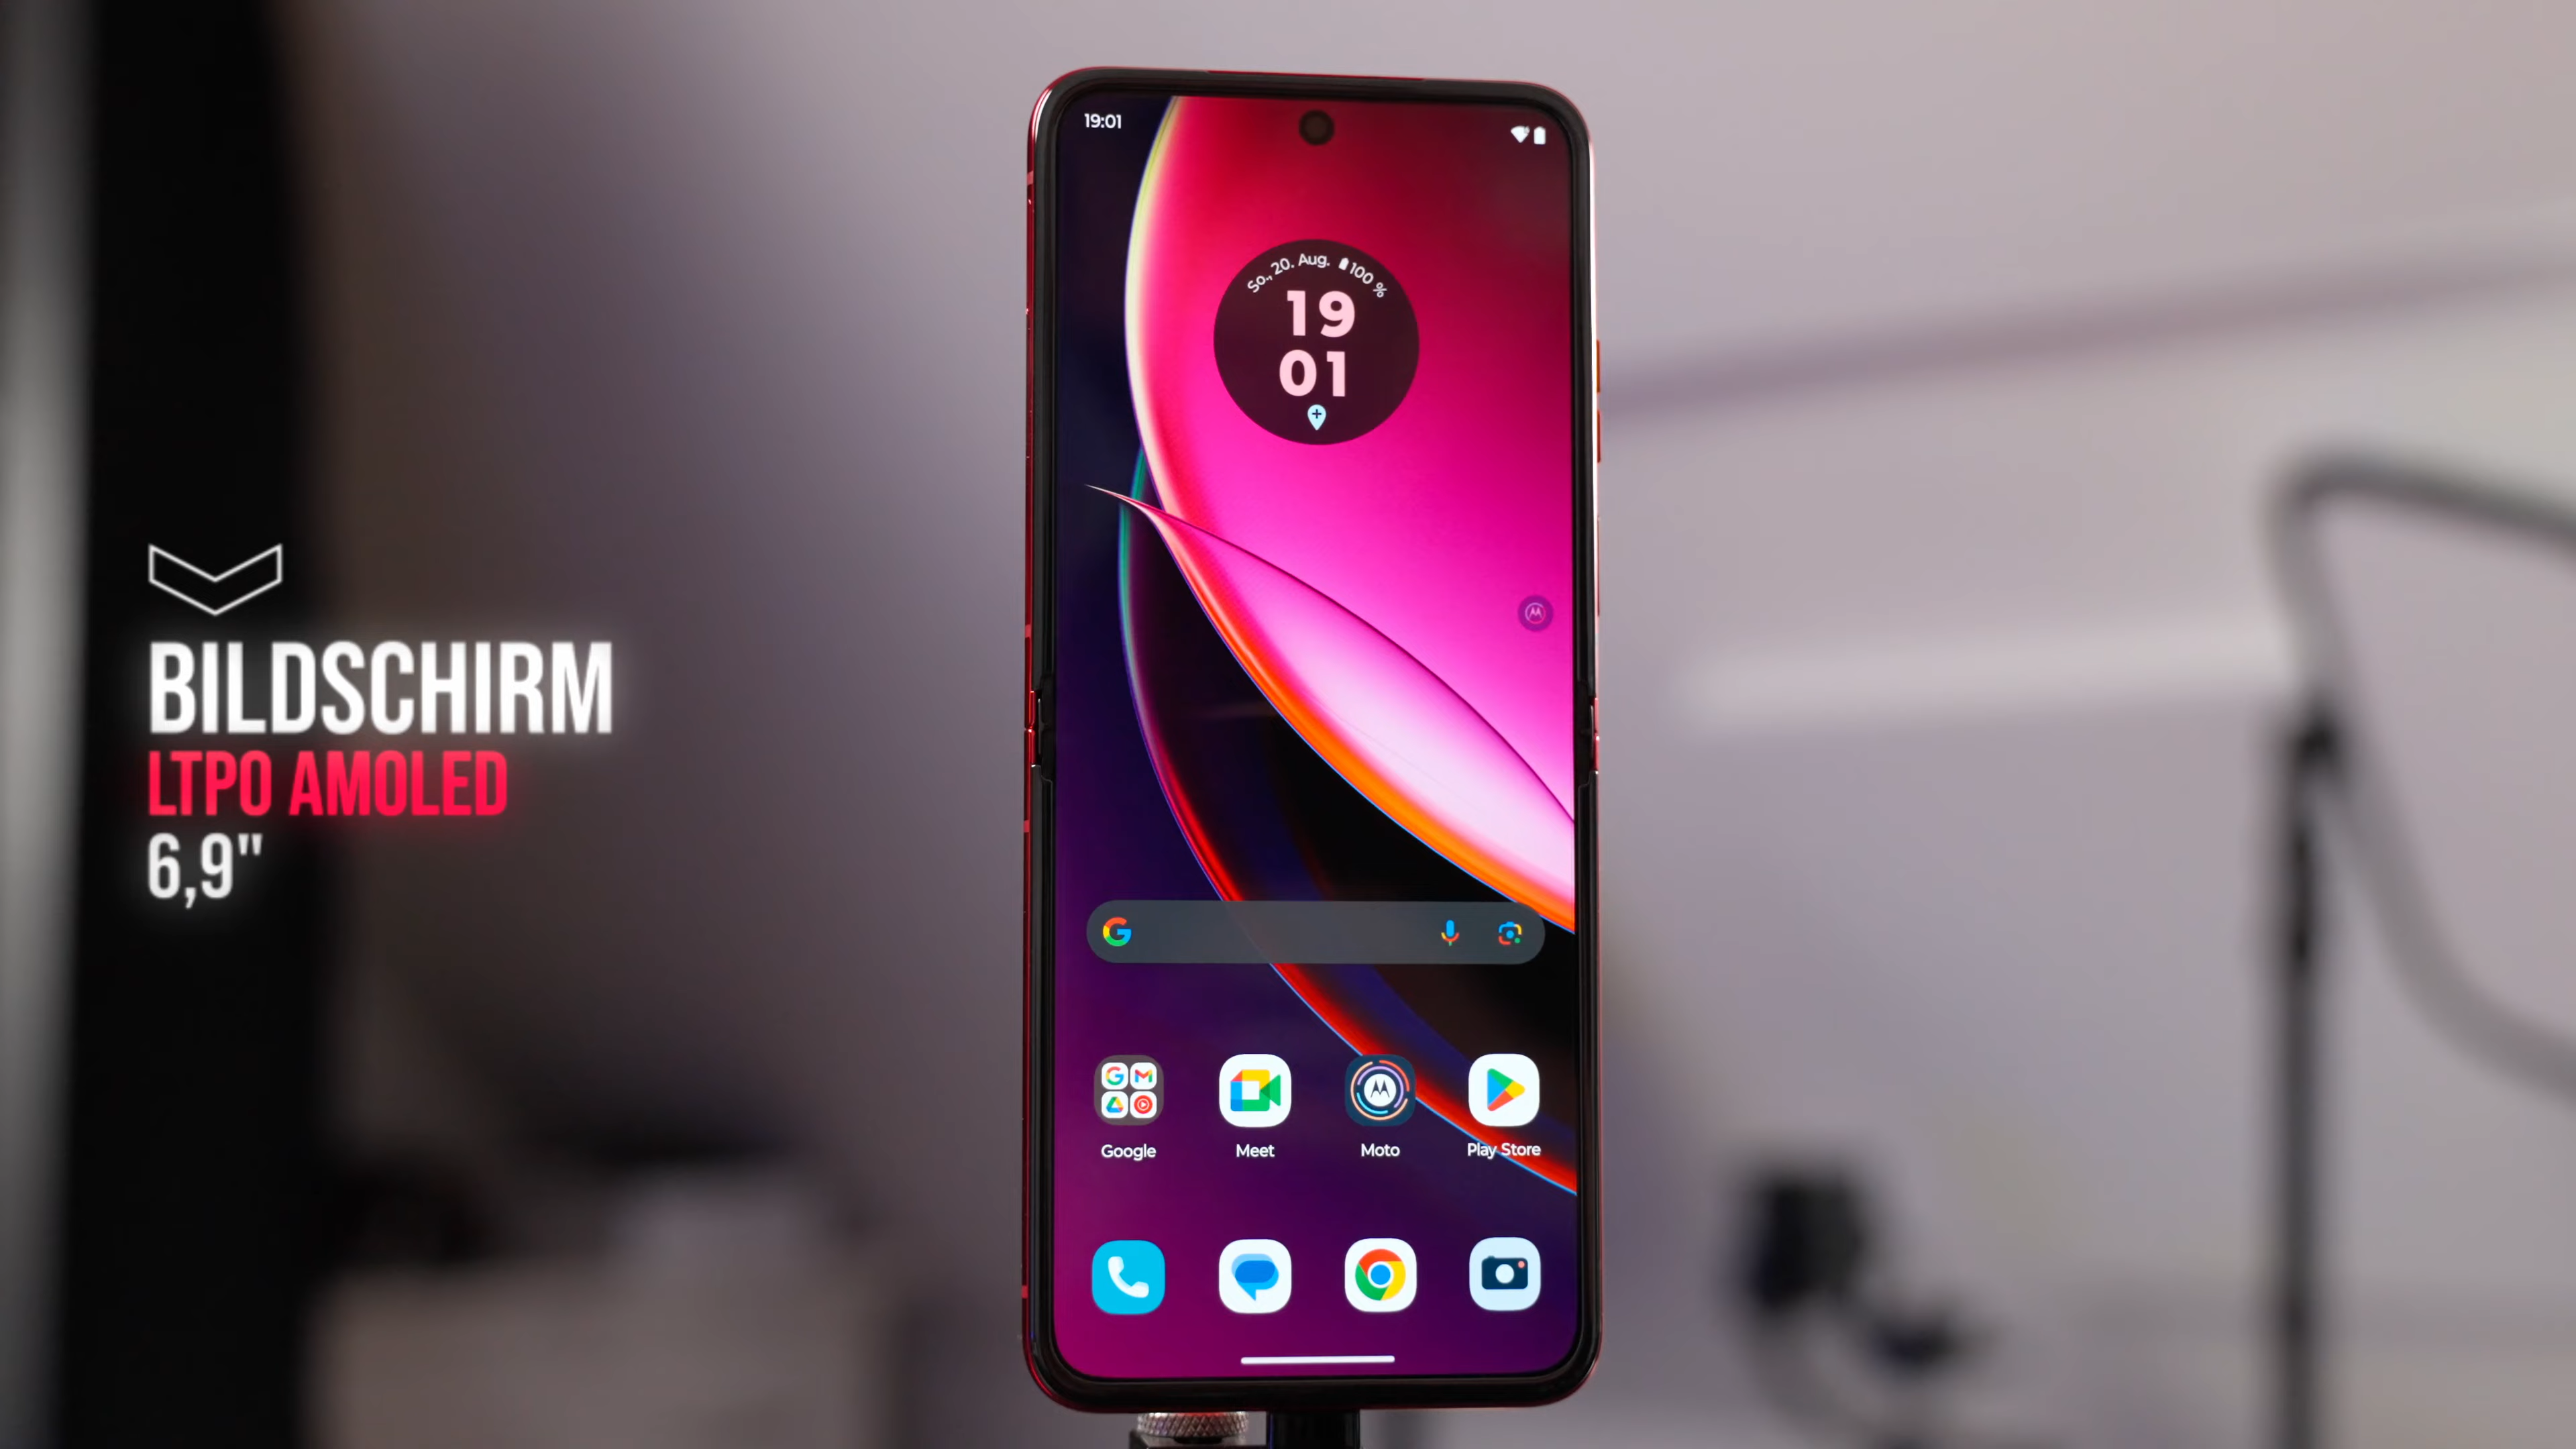 BILDSCHIRM
LTPO AMOLED
6,9"
19:01
So., 20. Aug. 100 %
19
01
Google
Meet
Moto
Play Store